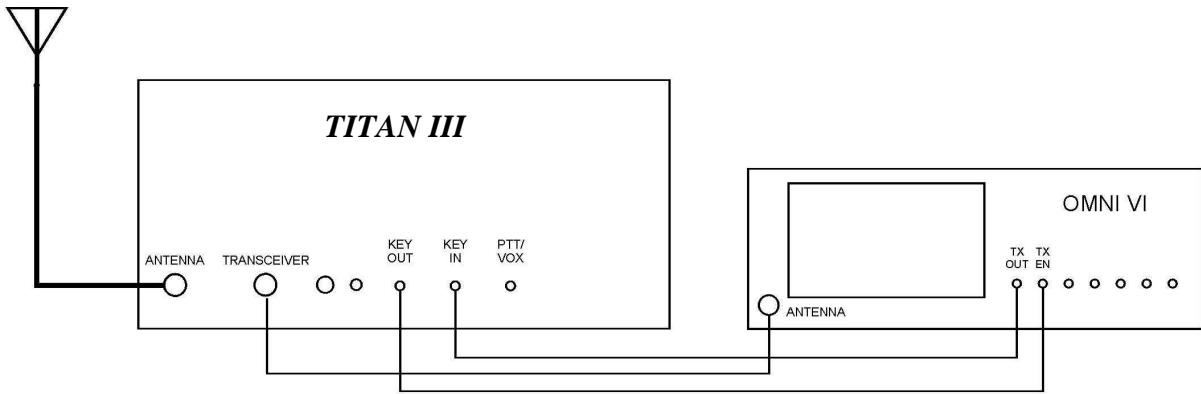 TITAN III
ANTENNA
TRANSCEIVER
KEY
OUT
KEY
IN
PTT/
VOX
OMNI VI
TX
OUT
TX
EN
ANTENNA